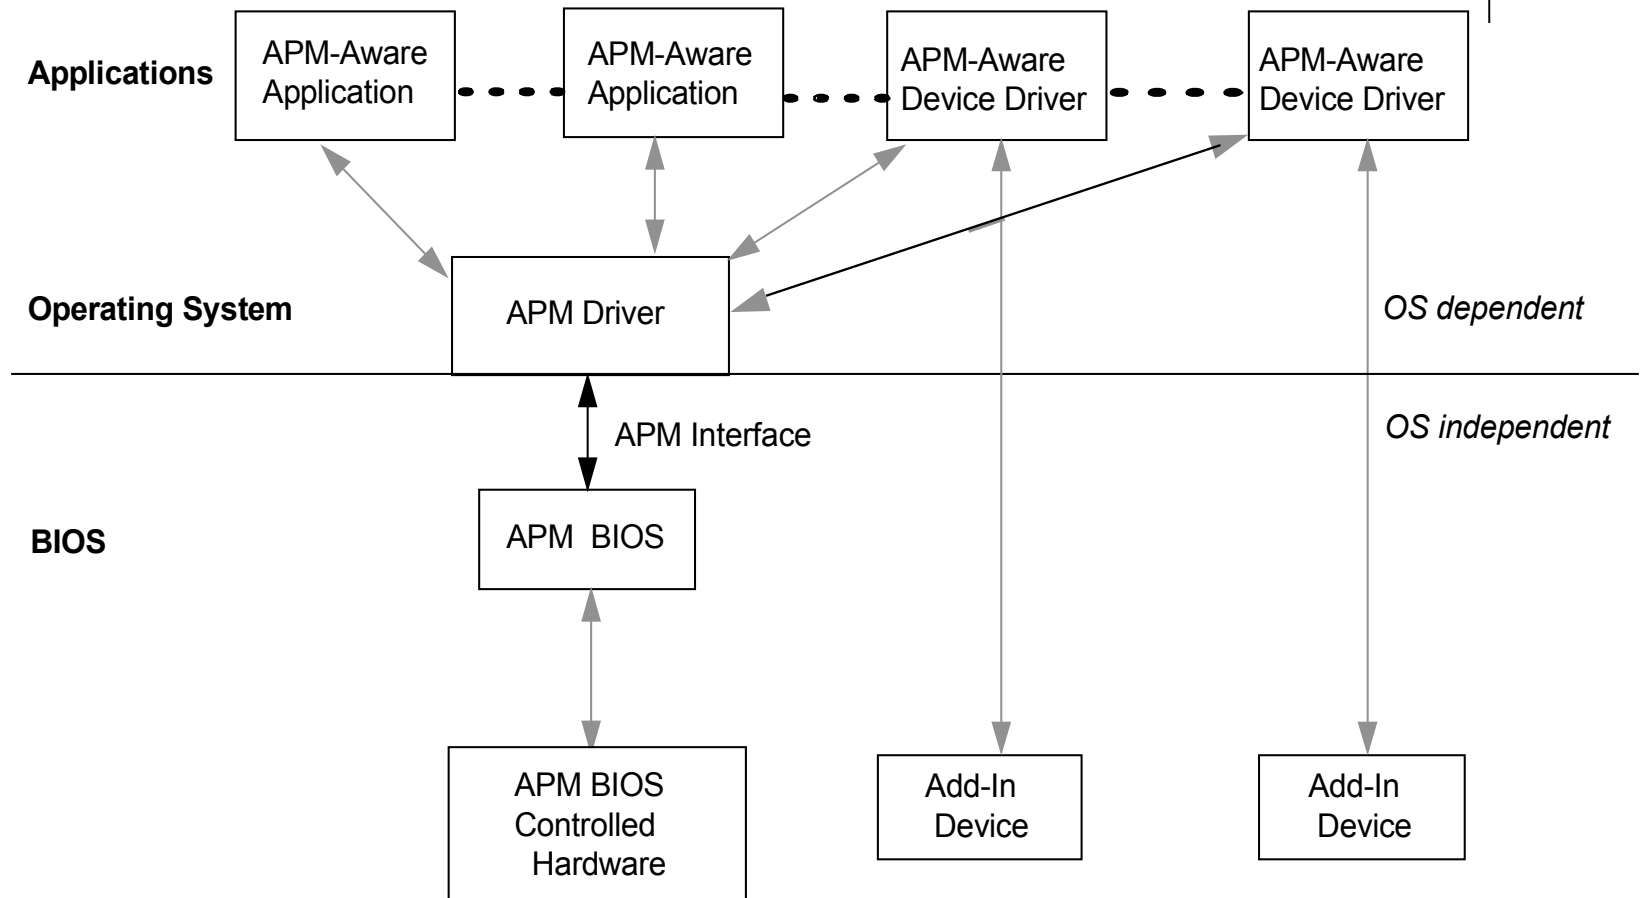 Applications
APM-Aware
Application
APM-Aware
Application
APM-Aware
Device Driver
APM-Aware
Device Driver
Operating System
APM Driver
OS dependent
APM Interface
OS independent
BIOS
APM BIOS
APM BIOS
Controlled
Hardware
Add-In
Device
Add-In
Device